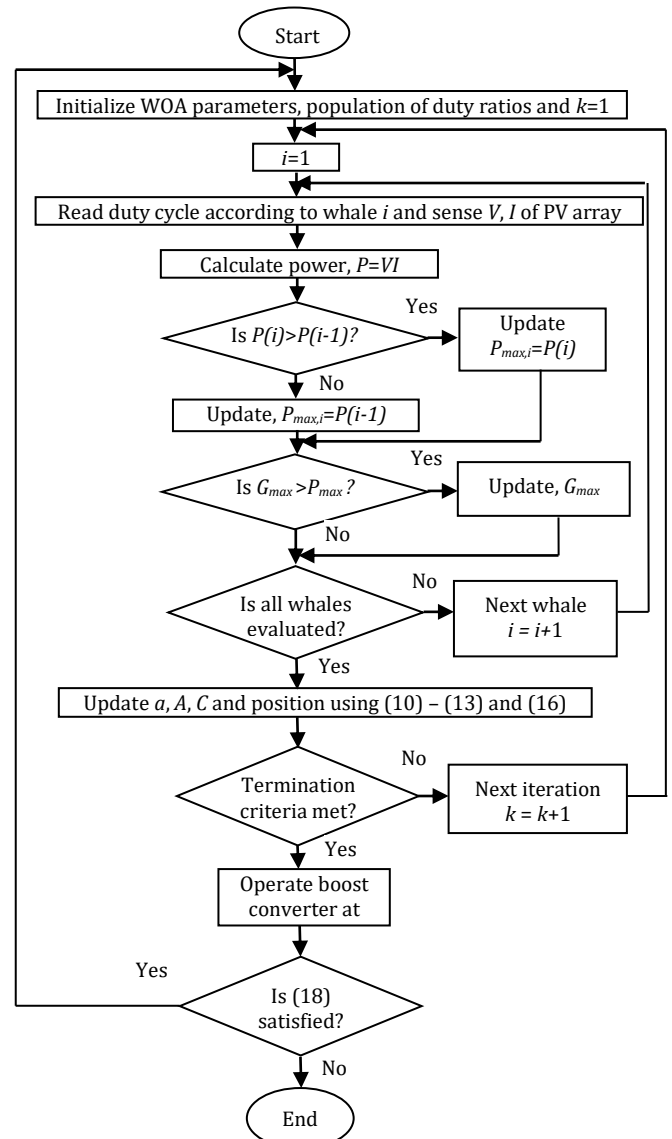 Start
Initialize WOA parameters, population of duty ratios and k=1
i=1
Read duty cycle according to whale i and sense V, I of PV array
Calculate power, P=VI
Is P(i)>P(i-1)?
Yes
Update
Pmax,i=P(i)
No
Update, Pmax,i=P(i-1)
Is Gmax >Pmax ?
Yes
Update, Gmax
No
Is all whales
evaluated?
No
Next whale
i = i+1
Yes
Update a, A, C and position using (10) – (13) and (16)
Termination
criteria met?
No
Next iteration
k = k+1
Yes
Operate boost
converter at
Is (18)
satisfied?
Yes
No
End